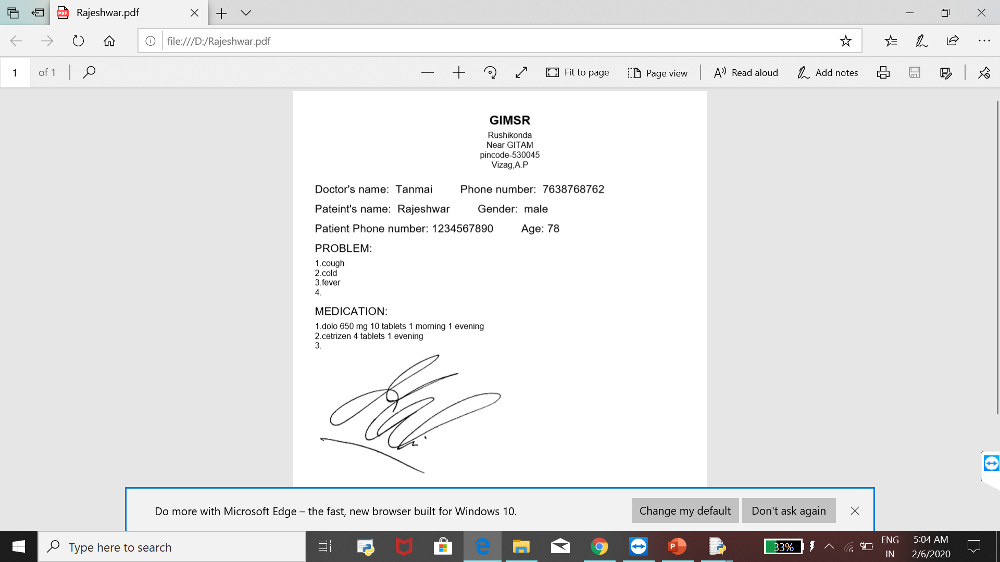 Rajeshwar.pdf
file:///D:/Rajeshwar.pdf
1 of 1 Fit to page Page view Read aloud Add notes
GIMSR
Rushikonda
Near GITAM
pincode-530045
Vizag,A.P
Doctor's name: Tanmai Phone number: 7638768762
Pateint's name: Rajeshwar Gender: male
Patient Phone number: 1234567890 Age: 78
PROBLEM:
1.cough
2.cold
3.fever
4.
MEDICATION:
1.dolo 650 mg 10 tablets 1 morning 1 evening
2.cetrizen 4 tablets 1 evening
3.
Do more with Microsoft Edge – the fast, new browser built for Windows 10. Change my default Don't ask again
Type here to search 33% ENG 5:04 AM
IN 2/6/2020